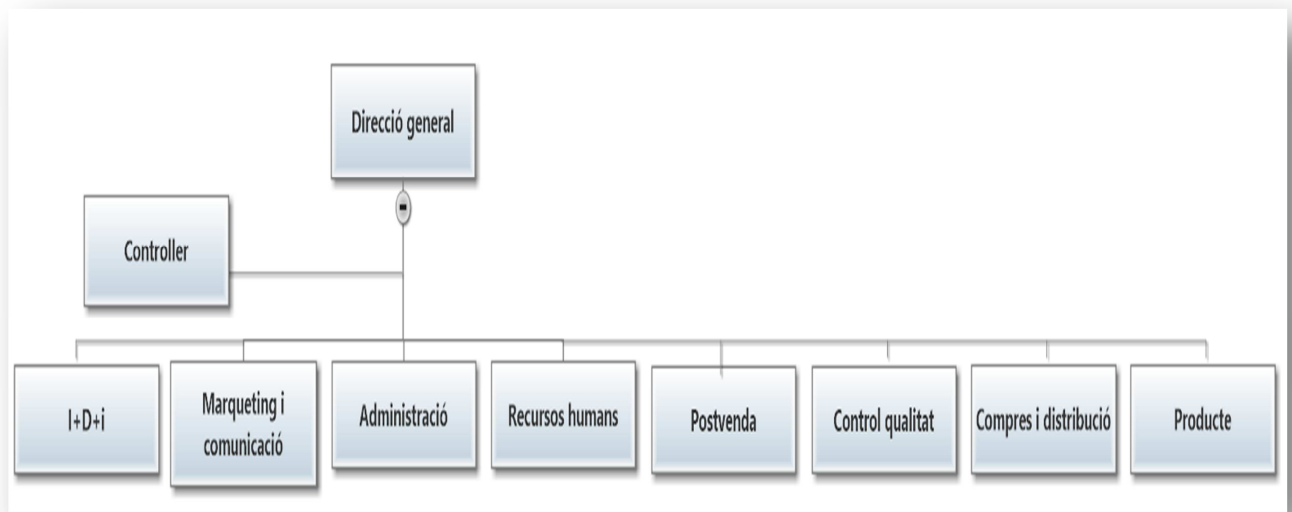 Direcció general
Controller
I+D+i
Marqueting i
comunicació
Administració
Recursos humans
Postvenda
Control qualitat
Compres i distribució
Producte